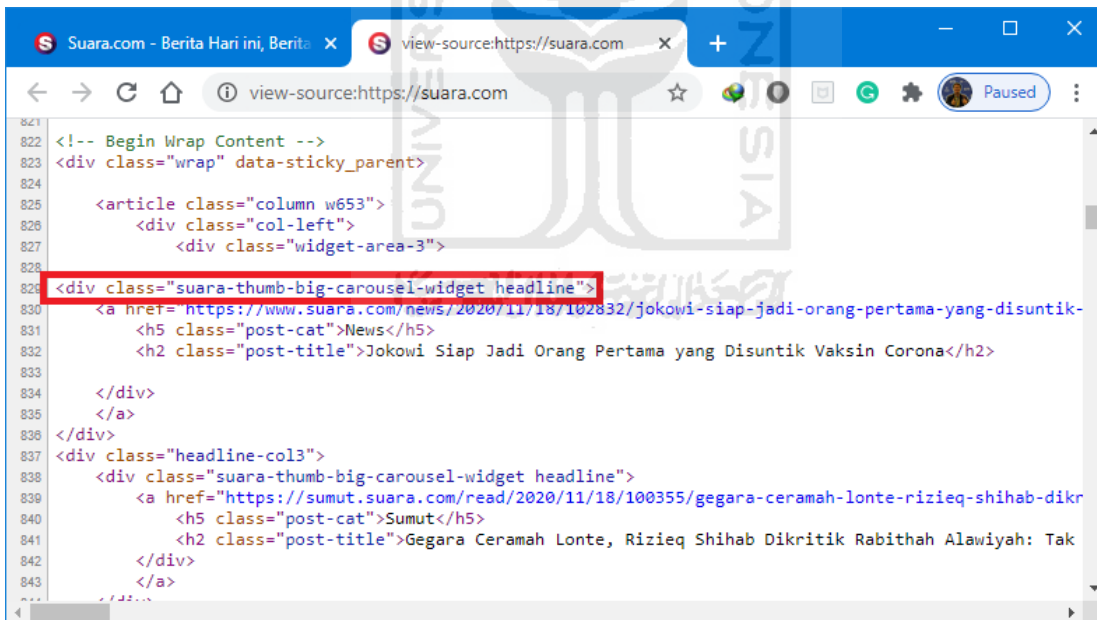 Suara.com - Berita Hari ini, Berita
view-source:https://suara.com
view-source:https://suara.com
Paused
821
822 <!-- Begin Wrap Content -->
823 <div class="wrap" data-sticky_parent>
824
825 <article class="column w653">
826 <div class="col-left">
827 <div class="widget-area-3">
828
829 <div class="suara-thumb-big-carousel-widget headline">
830 <a href="https://www.suara.com/news/2020/11/18/102832/jokowi-siap-jadi-orang-pertama-yang-disuntik-
831 <h5 class="post-cat">News</h5>
832 <h2 class="post-title">Jokowi Siap Jadi Orang Pertama yang Disuntik Vaksin Corona</h2>
833
834 </div>
835 </a>
836 </div>
837 <div class="headline-col3">
838 <div class="suara-thumb-big-carousel-widget headline">
839 <a href="https://sumut.suara.com/read/2020/11/18/100355/gegara-ceramah-lonte-rizieq-shihab-dikr
840 <h5 class="post-cat">Sumut</h5>
841 <h2 class="post-title">Gegara Ceramah Lonte, Rizieq Shihab Dikritik Rabithah Alawiyah: Tak
842 </div>
843 </a>